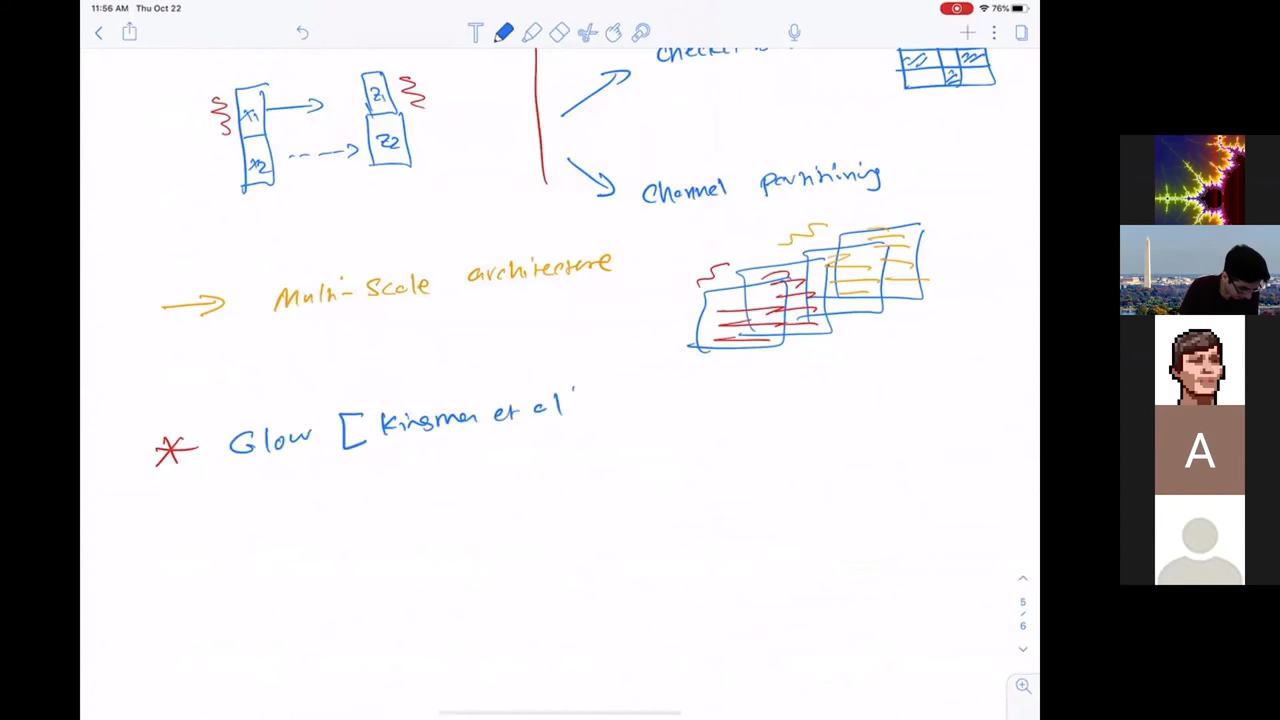 11:56 AM Thu Oct 22
76%
T
x1
z1
x2
z2
Channel partitioning
Multi-Scale architecture
Glow [Kingman et al
5
/
6
A